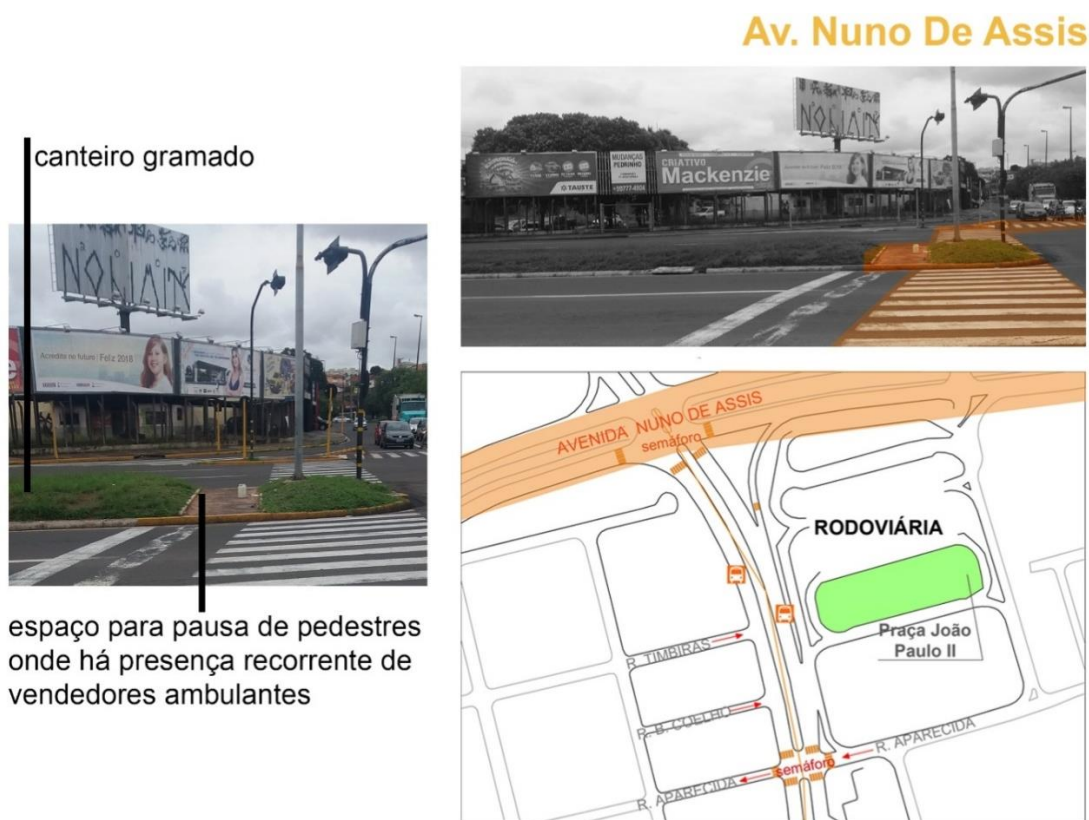 Av. Nuno De Assis
canteiro gramado
MUDANÇAS
PEDRINHO
CRIATIVO
Mackenzie
O TAUSTE
NOLIAIN
Acredite no futuro: Feliz 2018
espaço para pausa de pedestres
onde há presença recorrente de
vendedores ambulantes
AVENIDA NUNO DE ASSIS
semáforo
RODOVIÁRIA
Praça João
Paulo II
R. TIMBIRAS
R. B. COELHO
R. APARECIDA
semáforo
R. APARECIDA